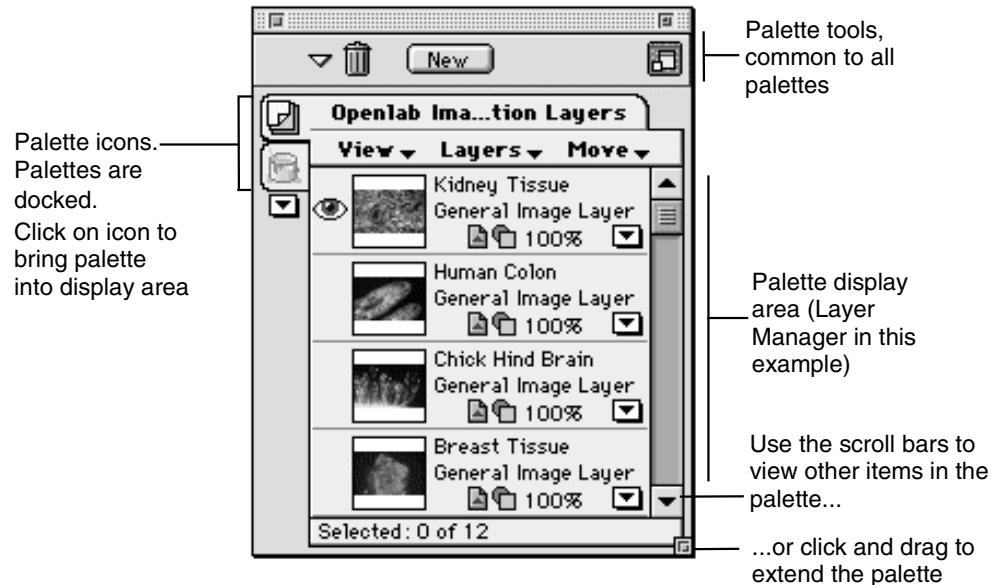 New
Openlab Ima...tion Layers
View Layers Move
Kidney Tissue
General Image Layer
100%
Human Colon
General Image Layer
100%
Chick Hind Brain
General Image Layer
100%
Breast Tissue
General Image Layer
100%
Selected: 0 of 12
Palette icons.
Palettes are
docked.
Click on icon to
bring palette
into display area
Palette tools,
common to all
palettes
Palette display
area (Layer
Manager in this
example)
Use the scroll bars to
view other items in the
palette...
...or click and drag to
extend the palette